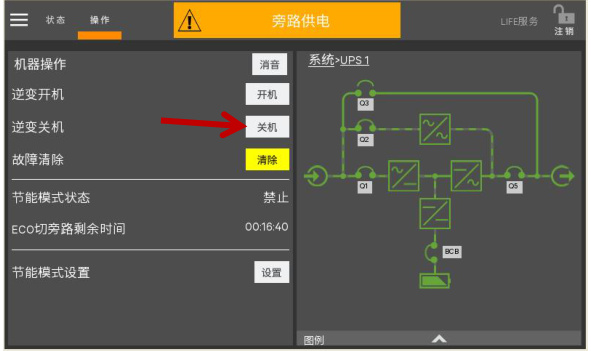 状态 操作 旁路供电 LIFE服务 注销
机器操作 消音
逆变开机 开机
逆变关机 关机
故障清除 清除
节能模式状态 禁止
ECO切旁路剩余时间 00:16:40
节能模式设置 设置
系统>UPS 1
Q3
Q2
Q1
Q5
BCB
图例